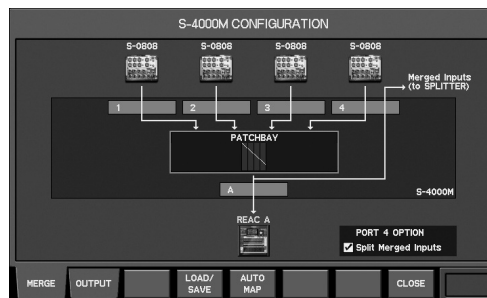 S-4000M CONFIGURATION
S-0808 S-0808 S-0808 S-0808
Merged Inputs
(to SPLITTER)
1 2 3 4
PATCHBAY
A
S-4000M
REAC A
PORT 4 OPTION
Split Merged Inputs
MERGE OUTPUT LOAD/ AUTO CLOSE
SAVE MAP